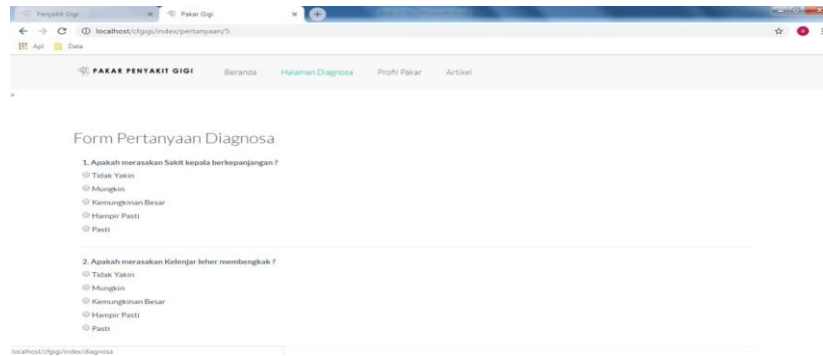 Penyakit Gigi
Pakar Gigi
localhost/cfgigi/index/pertanyaan/5
Apl Data
PAKAR PENYAKIT GIGI Beranda Halaman Diagnosa Profil Pakar Artikel
Form Pertanyaan Diagnosa
1. Apakah merasakan Sakit kepala berkepanjangan ?
Tidak Yakin
Mungkin
Kemungkinan Besar
Hampir Pasti
Pasti
2. Apakah merasakan Kelenjar leher membengkak ?
Tidak Yakin
Mungkin
Kemungkinan Besar
Hampir Pasti
Pasti
localhost/cfgigi/index/diagnosa